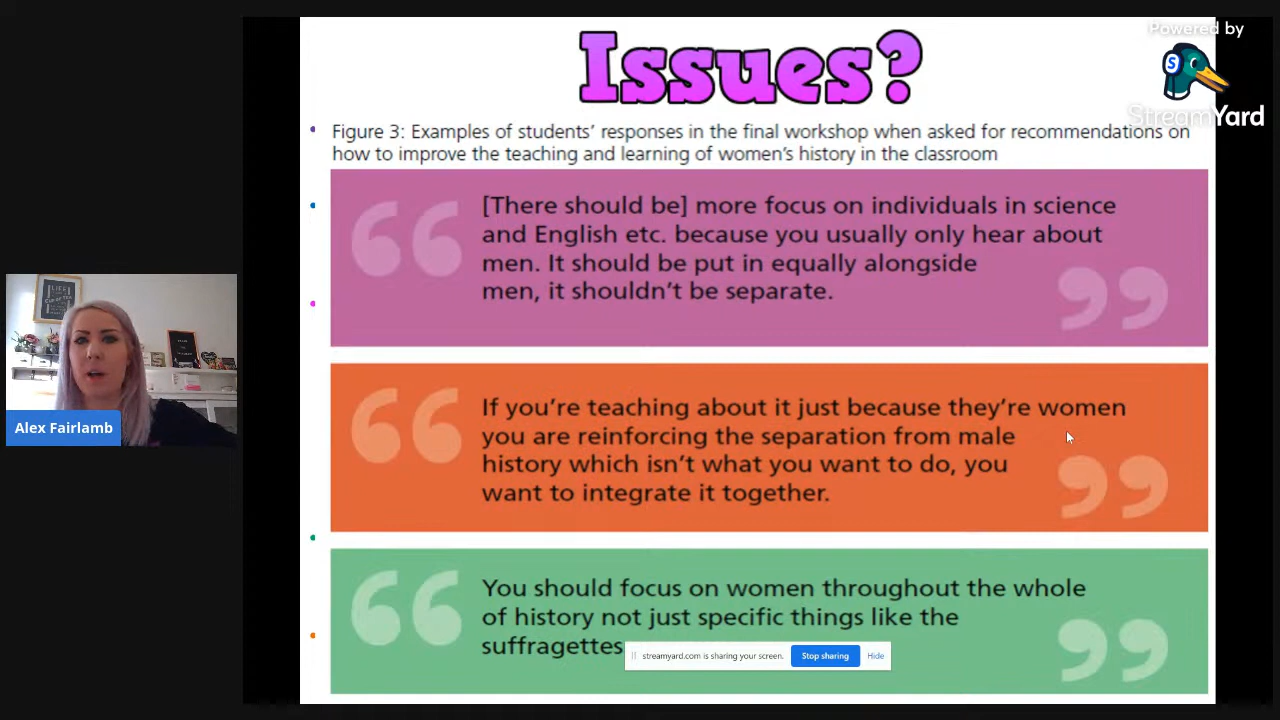 Issues?
Powered by
StreamYard
Figure 3: Examples of students’ responses in the final workshop when asked for recommendations on
how to improve the teaching and learning of women’s history in the classroom
[There should be] more focus on individuals in science
and English etc. because you usually only hear about
men. It should be put in equally alongside
men, it shouldn’t be separate.
If you’re teaching about it just because they’re women
you are reinforcing the separation from male
history which isn’t what you want to do, you
want to integrate it together.
You should focus on women throughout the whole
of history not just specific things like the
suffragettes
streamyard.com is sharing your screen.
Stop sharing
Hide
Alex Fairlamb